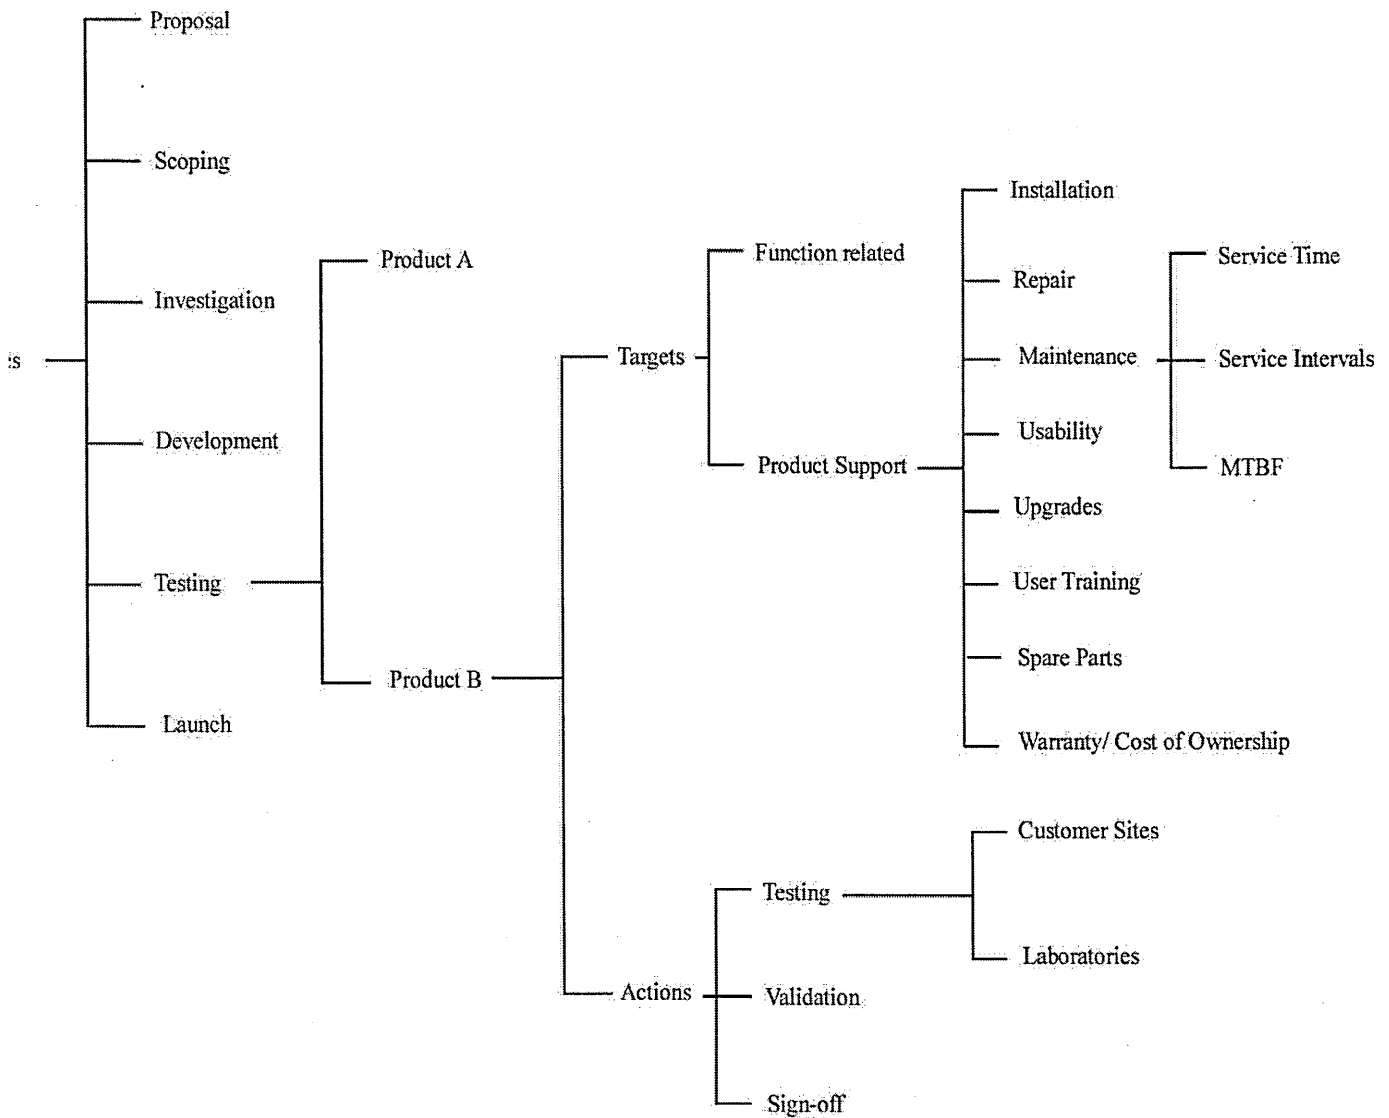 Proposal
Scoping
Investigation
Development
Testing
Launch
Product A
Product B
Targets
Actions
Function related
Product Support
Testing
Validation
Sign-off
Installation
Repair
Maintenance
Usability
Upgrades
User Training
Spare Parts
Warranty/ Cost of Ownership
Customer Sites
Laboratories
Service Time
Service Intervals
MTBF